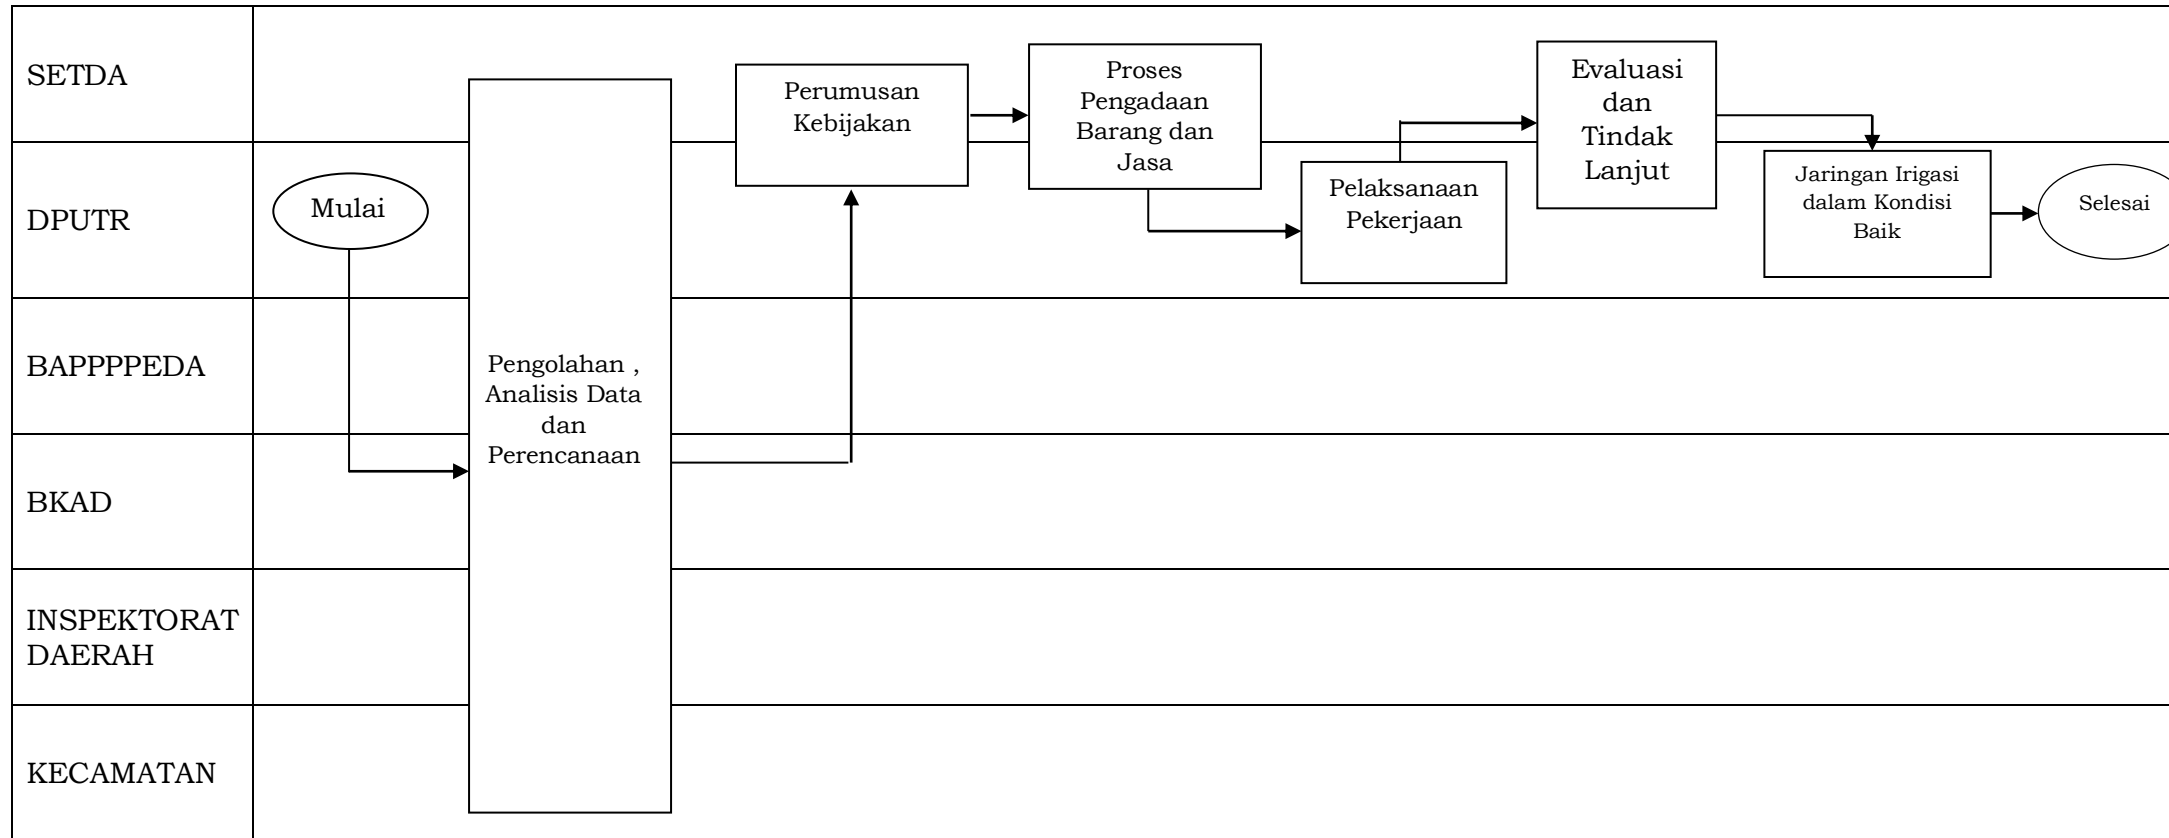 SETDA
DPUTR
BAPPPPEDA
BKAD
INSPEKTORAT
DAERAH
KECAMATAN
Mulai
Pengolahan ,
Analisis Data
dan
Perencanaan
Perumusan
Kebijakan
Proses
Pengadaan
Barang dan
Jasa
Pelaksanaan
Pekerjaan
Evaluasi
dan
Tindak
Lanjut
Jaringan Irigasi
dalam Kondisi
Baik
Selesai